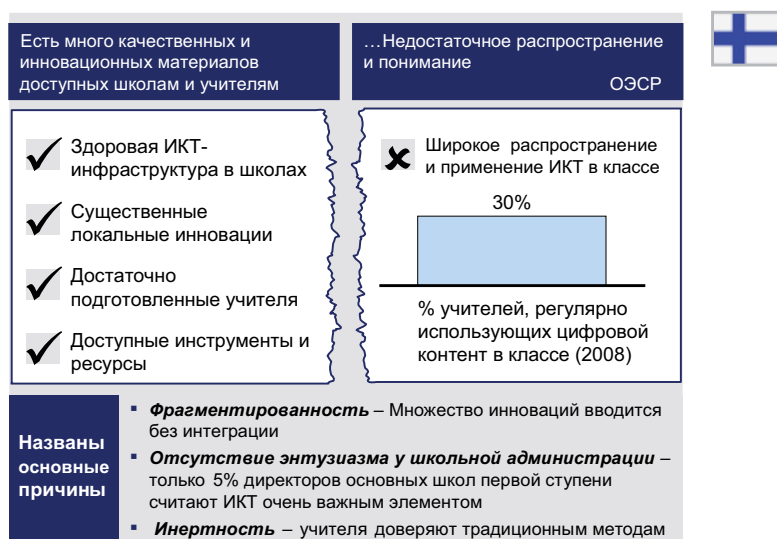 Есть много качественных и
инновационных материалов
доступных школам и учителям
…Недостаточное распространение
и понимание
ОЭСР
Здоровая ИКТ-
инфраструктура в школах
Существенные
локальные инновации
Достаточно
подготовленные учителя
Доступные инструменты и
ресурсы
Широкое распространение
и применение ИКТ в классе
30%
% учителей, регулярно
использующих цифровой
контент в классе (2008)
Названы
основные
причины
▪ Фрагментированность – Множество инноваций вводится
без интеграции
▪ Отсутствие энтузиазма у школьной администрации –
только 5% директоров основных школ первой ступени
считают ИКТ очень важным элементом
▪ Инертность – учителя доверяют традиционным методам